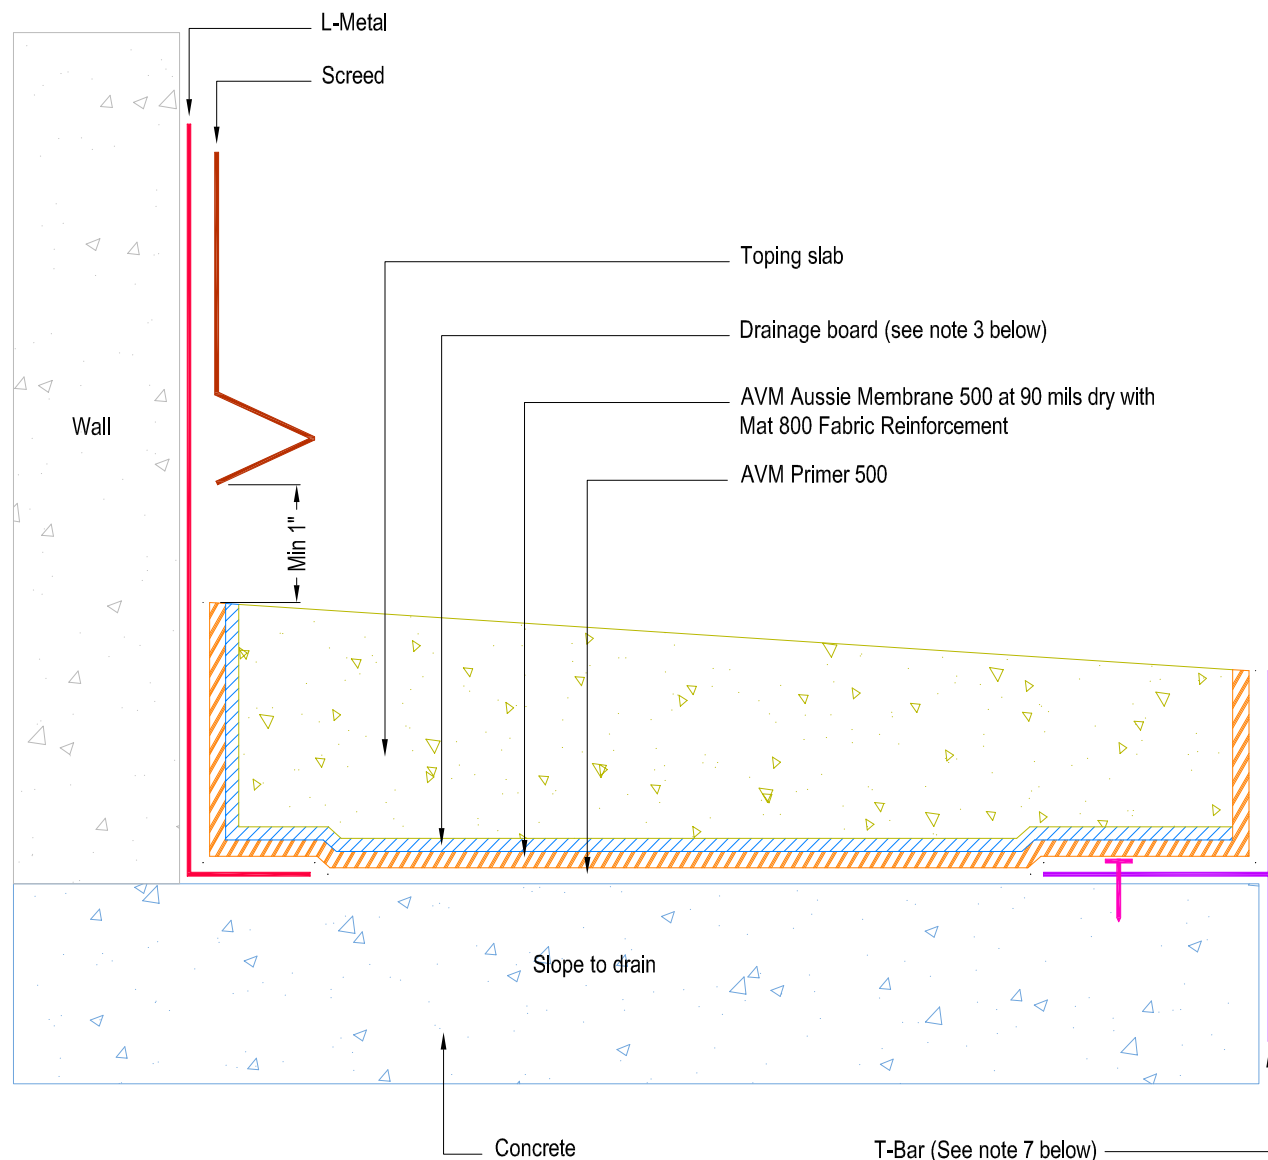 L-Metal
Screed
Toping slab
Drainage board (see note 3 below)
AVM Aussie Membrane 500 at 90 mils dry with
Mat 800 Fabric Reinforcement
Wall
AVM Primer 500
Min 1"
Slope to drain
Concrete
T-Bar (See note 7 below)